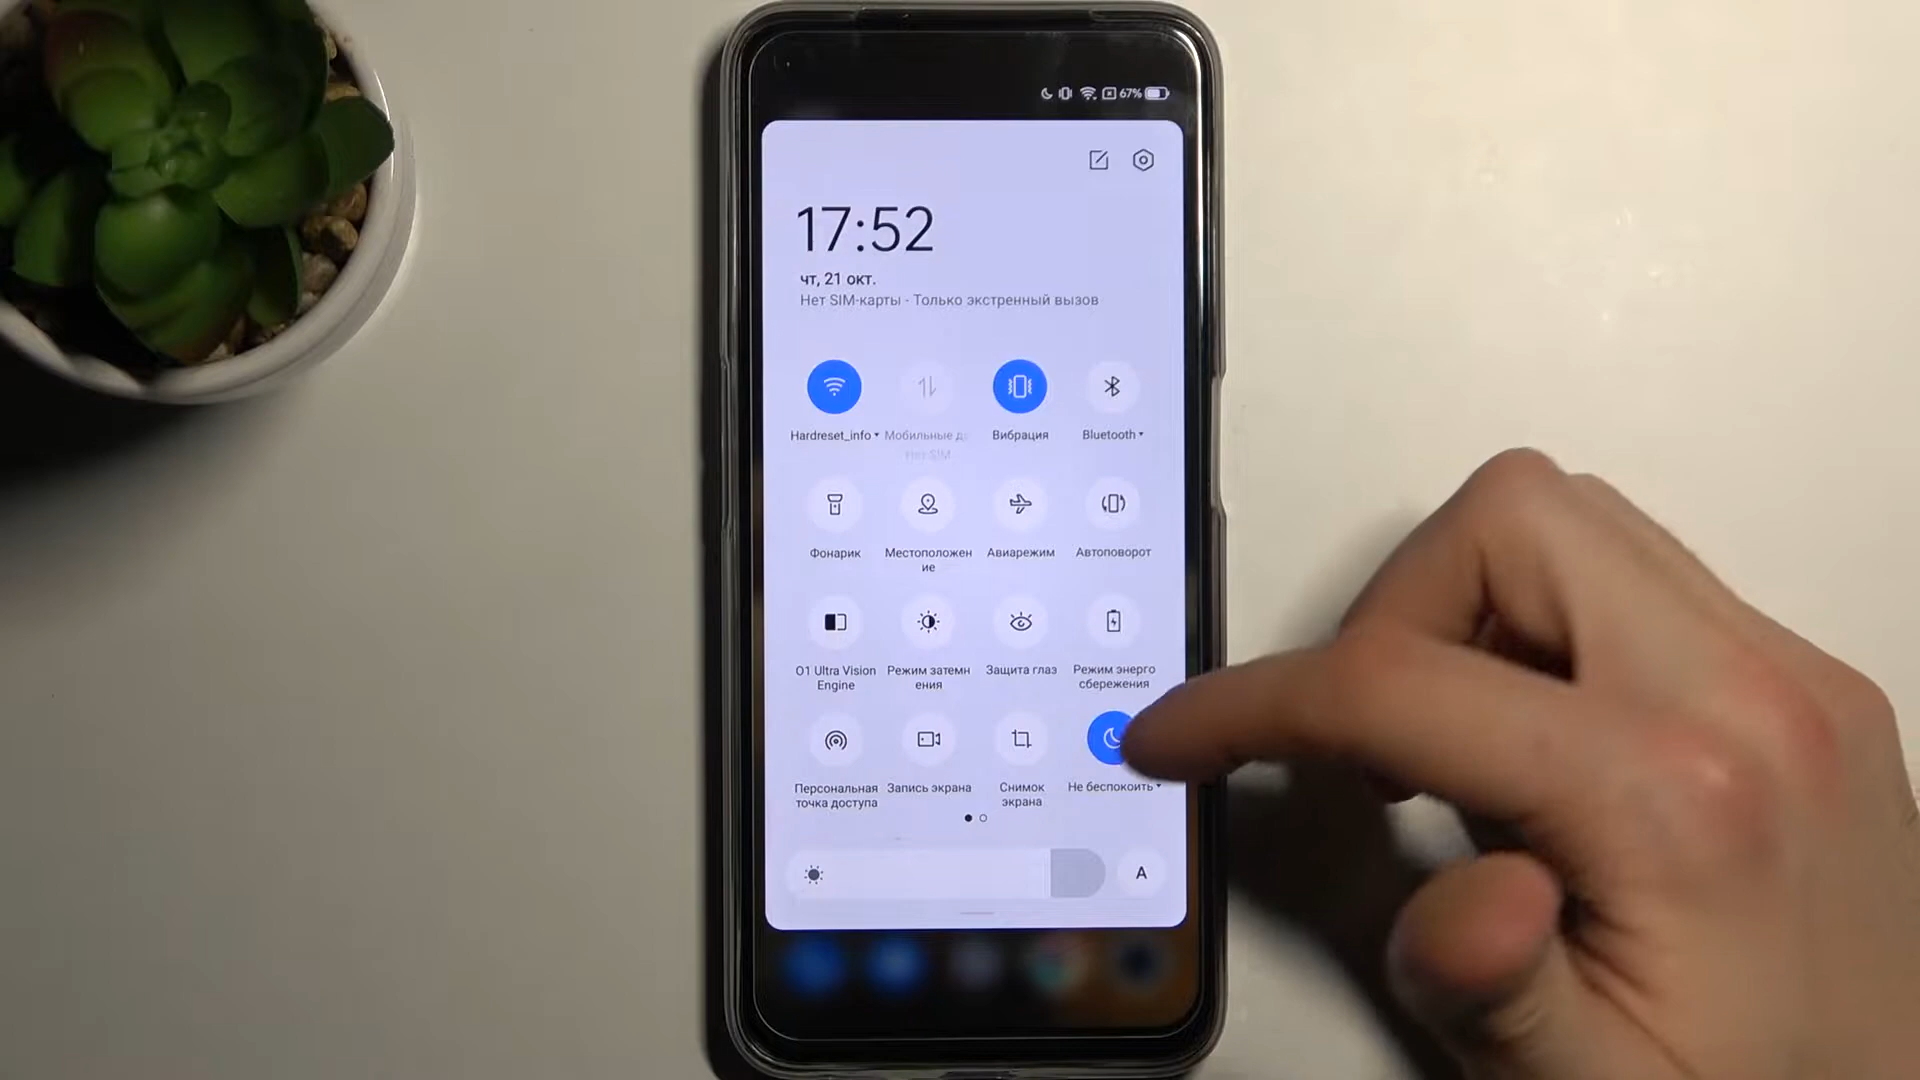 67%
17:52
чт, 21 окт.
Нет SIM-карты - Только экстренный вызов
Hardreset_info
Мобильные д
Вибрация
Bluetooth
Нет SIM
Фонарик
Местоположен
ие
Авиарежим
Автоповорот
O1 Ultra Vision
Engine
Режим затемн
ения
Защита глаз
Режим энерго
сбережения
Персональная
точка доступа
Запись экрана
Снимок
экрана
Не беспокоить
A